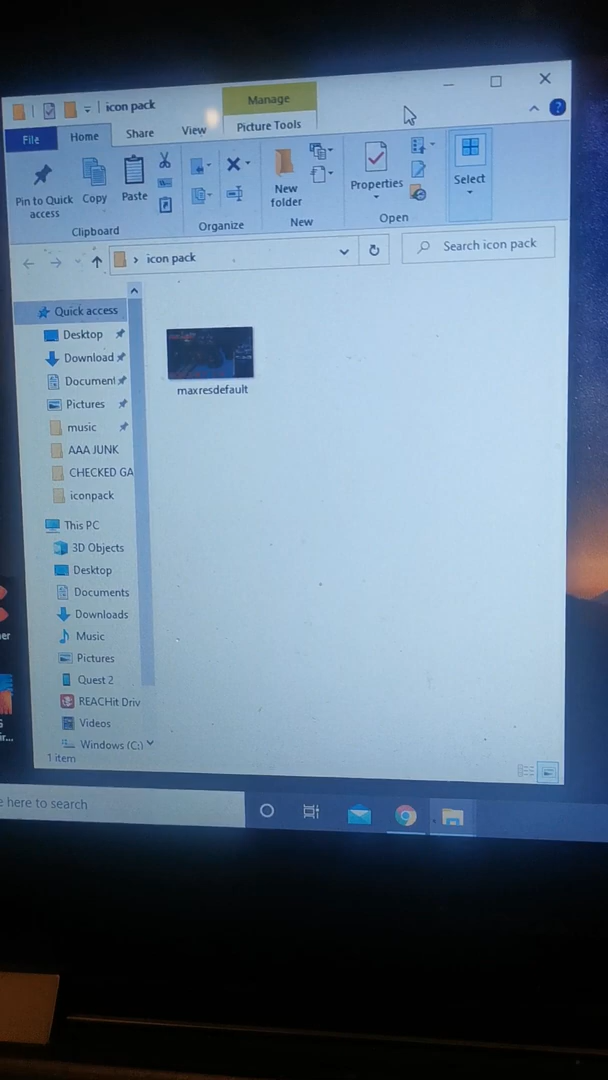 icon pack
Manage
File
Home
Share
View
Picture Tools
Pin to Quick
access
Copy
Paste
New
folder
Properties
Select
Clipboard
Organize
New
Open
icon pack
Search icon pack
Quick access
Desktop
Download
Document
Pictures
music
AAA JUNK
CHECKED GA
iconpack
This PC
3D Objects
Desktop
Documents
Downloads
Music
Pictures
Quest 2
REACHit Driv
Videos
Windows (C:)
maxresdefault
1 item
er
ir...
e here to search